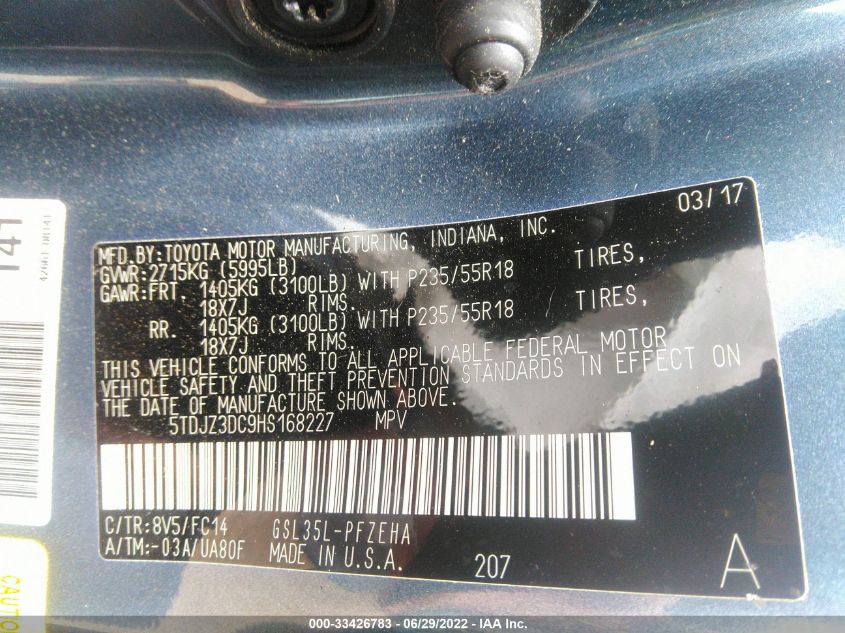 03/17
MFD.BY:TOYOTA MOTOR MANUFACTURING, INDIANA, INC.
GVWR:2715KG (5995LB)
GAWR:FRT. 1405KG (3100LB) WITH P235/55R18 TIRES,
18X7J RIMS.
RR. 1405KG (3100LB) WITH P235/55R18 TIRES,
18X7J RIMS.
THIS VEHICLE CONFORMS TO ALL APPLICABLE FEDERAL MOTOR
VEHICLE SAFETY AND THEFT PREVENTION STANDARDS IN EFFECT ON
THE DATE OF MANUFACTURE SHOWN ABOVE.
5TDJZ3DC9HS168227 MPV
C/TR:8V5/FC14 GSL35L-PFZEHA
A/TM:-03A/UA80F MADE IN U.S.A. 207 A
141
CAUTION
000-33426783 - 06/29/2022 - IAA Inc.